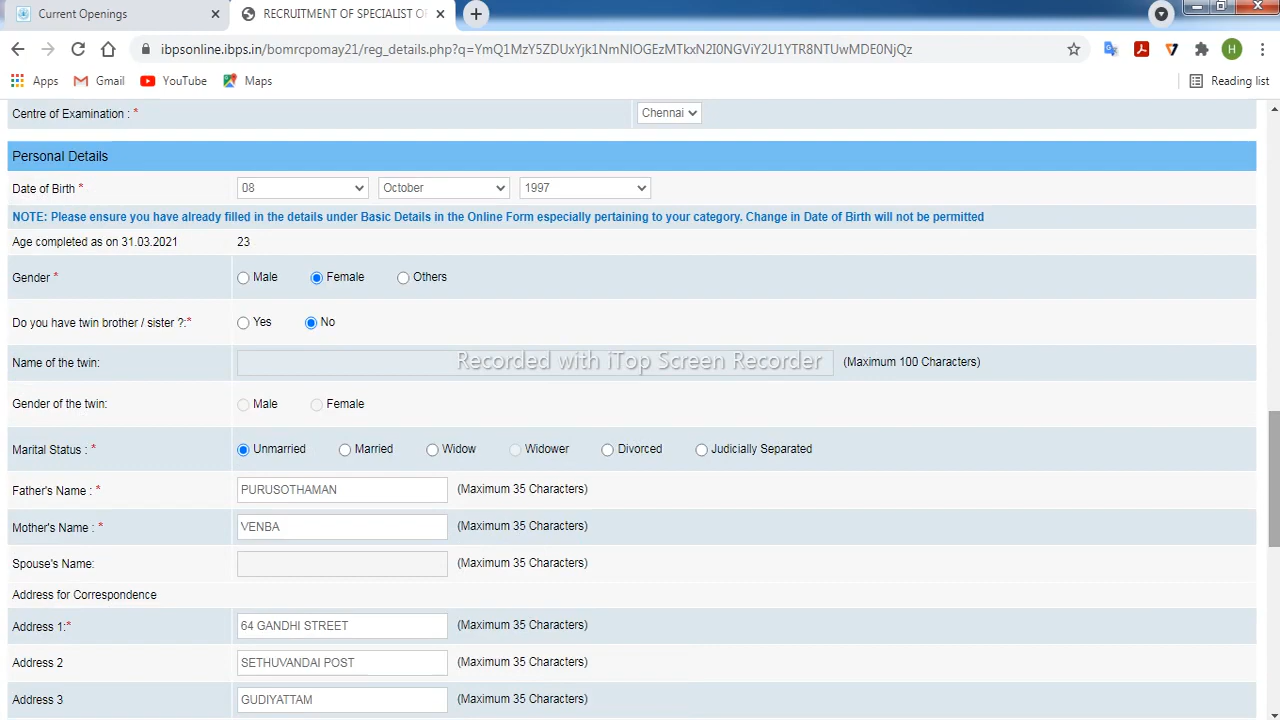 Current Openings
RECRUITMENT OF SPECIALIST O
ibpsonline.ibps.in/bomrcpomay21/reg_details.php?q=YmQ1MzY5ZDUxYjk1NmNlOGEzMTkxN2I0NGViY2U1YTR8NTUwMDE0NjQc
H
Apps
Gmail
YouTube
Maps
Reading list
Centre of Examination : *
Chennai
Personal Details
Date of Birth *
08
October
1997
NOTE: Please ensure you have already filled in the details under Basic Details in the Online Form especially pertaining to your category. Change in Date of Birth will not be permitted
Age completed as on 31.03.2021
23
Gender *
Male
Female
Others
Do you have twin brother / sister ?:*
Yes
No
Name of the twin:
Recorded with iTop Screen Recorder
(Maximum 100 Characters)
Gender of the twin:
Male
Female
Marital Status : *
Unmarried
Married
Widow
Widower
Divorced
Judicially Separated
Father's Name : *
PURUSOTHAMAN
(Maximum 35 Characters)
Mother's Name : *
VENBA
(Maximum 35 Characters)
Spouse's Name:
(Maximum 35 Characters)
Address for Correspondence
Address 1:*
64 GANDHI STREET
(Maximum 35 Characters)
Address 2
SETHUVANDAI POST
(Maximum 35 Characters)
Address 3
GUDIYATTAM
(Maximum 35 Characters)